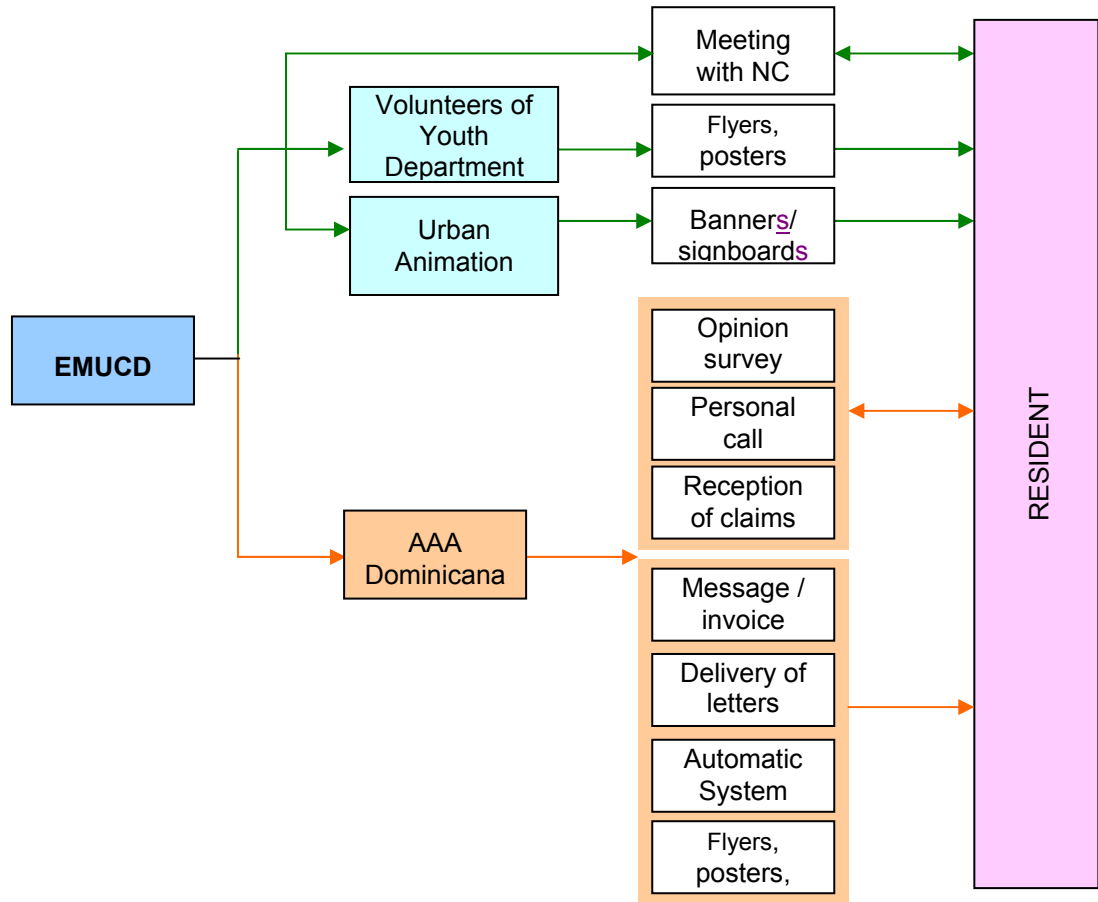 Meeting
with NC
Volunteers of
Youth
Department
Flyers,
posters
Urban
Animation
Banners/
signboards
EMUCD
Opinion
survey
Personal
call
Reception
of claims
RESIDENT
AAA
Dominicana
Message /
invoice
Delivery of
letters
Automatic
System
Flyers,
posters,